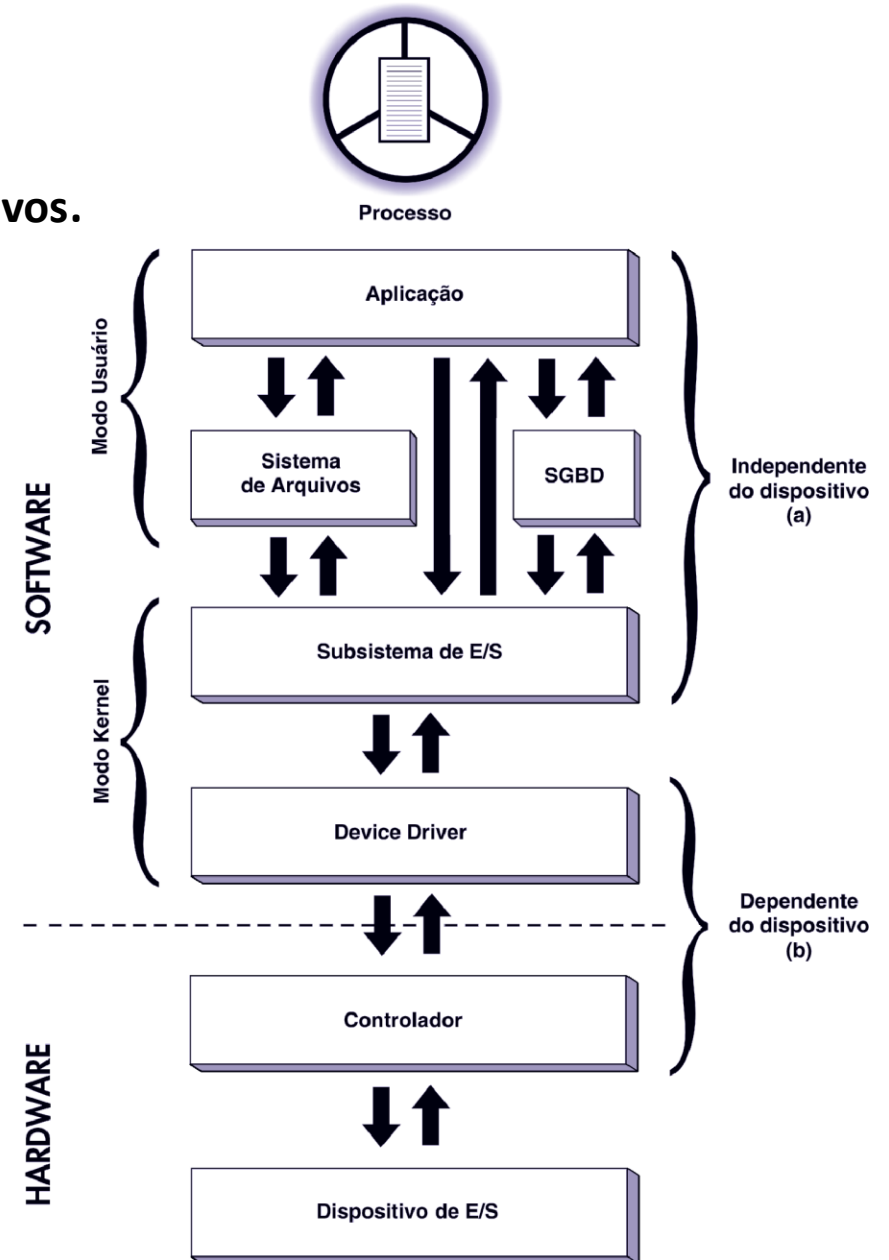 vos.
Processo
Aplicação
Modo Usuário
Sistema
de Arquivos
SGBD
Independente
do dispositivo
(a)
SOFTWARE
Subsistema de E/S
Modo Kernel
Device Driver
Dependente
do dispositivo
(b)
Controlador
HARDWARE
Dispositivo de E/S